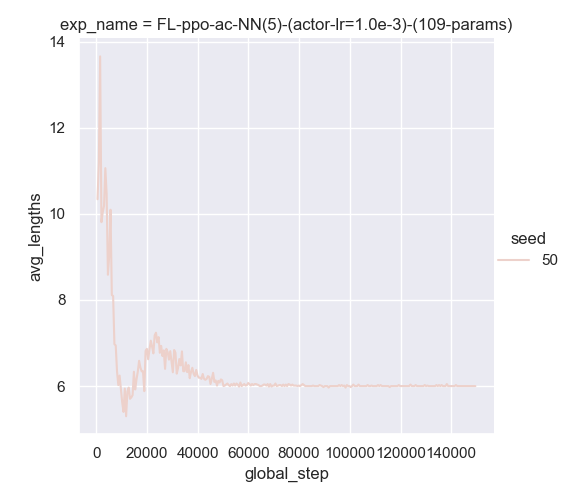 exp_name = FL-ppo-ac-NN(5)-(actor-lr=1.0e-3)-(109-params)
14
12
10
8
6
avg_lengths
seed
50
0 20000 40000 60000 80000 100000 120000 140000
global_step